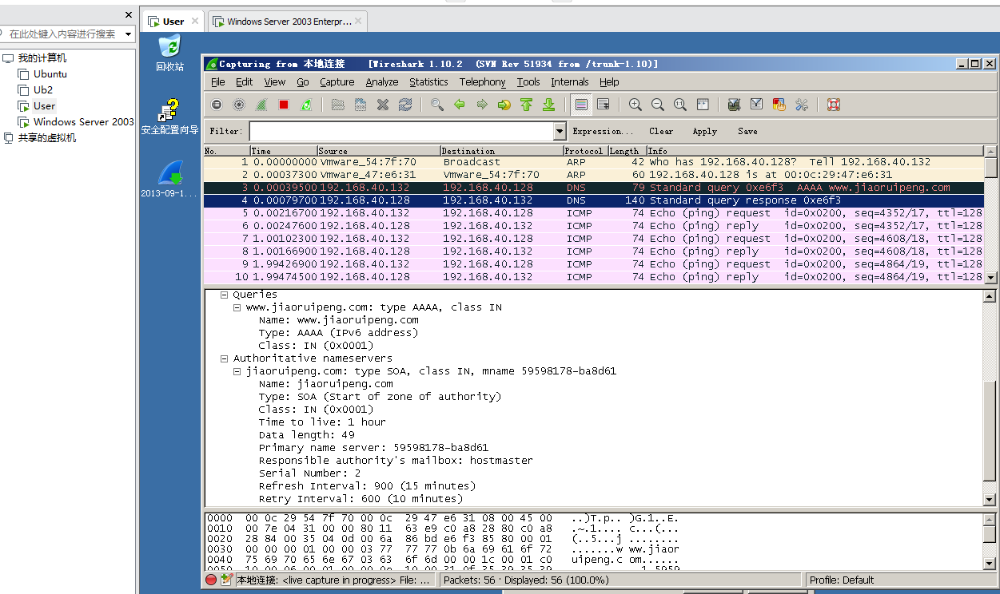 User
Windows Server 2003 Enterpr...
在此处键入内容进行搜索
我的计算机
Ubuntu
Ub2
User
Windows Server 2003
共享的虚拟机
回收站
安全配置向导
2013-09-1...
Capturing from 本地连接 [Wireshark 1.10.2 (SVN Rev 51934 from /trunk-1.10)]
File Edit View Go Capture Analyze Statistics Telephony Tools Internals Help
Filter: Expression... Clear Apply Save
No. Time Source Destination Protocol Length Info
1 0.00000000 Vmware_54:7f:70 Broadcast ARP 42 Who has 192.168.40.128? Tell 192.168.40.132
2 0.00037300 Vmware_47:e6:31 Vmware_54:7f:70 ARP 60 192.168.40.128 is at 00:0c:29:47:e6:31
3 0.00039500 192.168.40.132 192.168.40.128 DNS 79 Standard query 0xe6f3 AAAA www.jiaoruipeng.com
4 0.00079700 192.168.40.128 192.168.40.132 DNS 140 Standard query response 0xe6f3
5 0.00216700 192.168.40.132 192.168.40.128 ICMP 74 Echo (ping) request id=0x0200, seq=4352/17, ttl=128
6 0.00247600 192.168.40.128 192.168.40.132 ICMP 74 Echo (ping) reply id=0x0200, seq=4352/17, ttl=128
7 1.00102300 192.168.40.132 192.168.40.128 ICMP 74 Echo (ping) request id=0x0200, seq=4608/18, ttl=128
8 1.00166900 192.168.40.128 192.168.40.132 ICMP 74 Echo (ping) reply id=0x0200, seq=4608/18, ttl=128
9 1.99426900 192.168.40.132 192.168.40.128 ICMP 74 Echo (ping) request id=0x0200, seq=4864/19, ttl=128
10 1.99474500 192.168.40.128 192.168.40.132 ICMP 74 Echo (ping) reply id=0x0200, seq=4864/19, ttl=128
Queries
www.jiaoruipeng.com: type AAAA, class IN
Name: www.jiaoruipeng.com
Type: AAAA (IPv6 address)
Class: IN (0x0001)
Authoritative nameservers
jiaoruipeng.com: type SOA, class IN, mname 59598178-ba8d61
Name: jiaoruipeng.com
Type: SOA (Start of zone of authority)
Class: IN (0x0001)
Time to live: 1 hour
Data length: 49
Primary name server: 59598178-ba8d61
Responsible authority's mailbox: hostmaster
Serial Number: 2
Refresh Interval: 900 (15 minutes)
Retry Interval: 600 (10 minutes)
0000 00 0c 29 54 7f 70 00 0c 29 47 e6 31 08 00 45 00 ..)T.p.. )G.1..E.
0010 00 7e 04 31 00 00 80 11 63 e9 c0 a8 28 80 c0 a8 .~.1.... c...(...
0020 28 84 00 35 04 0d 00 6a 86 bd e6 f3 85 80 00 01 (..5...j ........
0030 00 00 00 01 00 00 03 77 77 77 0b 6a 69 61 6f 72 .......w ww.jiaor
0040 75 69 70 65 6e 67 03 63 6f 6d 00 00 1c 00 01 c0 uipeng.c om......
本地连接: <live capture in progress> File: ... Packets: 56 · Displayed: 56 (100.0%) Profile: Default